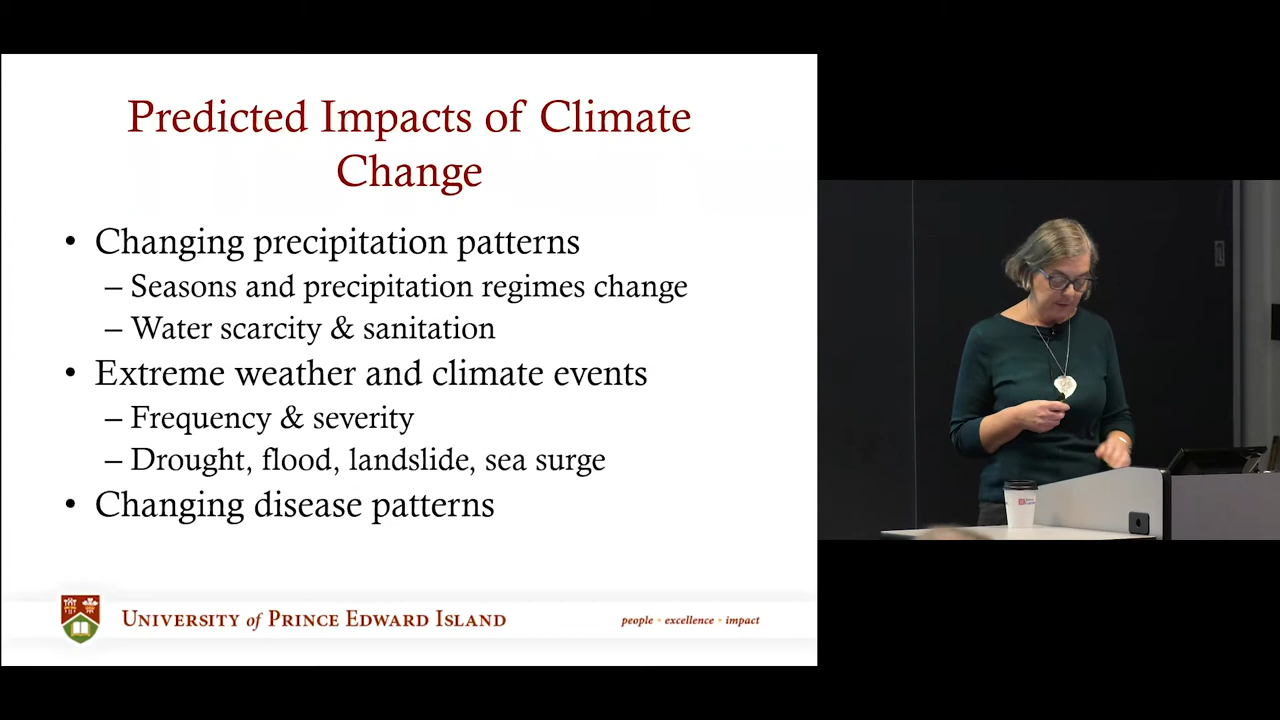 Predicted Impacts of Climate
Change
• Changing precipitation patterns
– Seasons and precipitation regimes change
– Water scarcity & sanitation
• Extreme weather and climate events
– Frequency & severity
– Drought, flood, landslide, sea surge
• Changing disease patterns
UNIVERSITY of PRINCE EDWARD ISLAND
people • excellence • impact